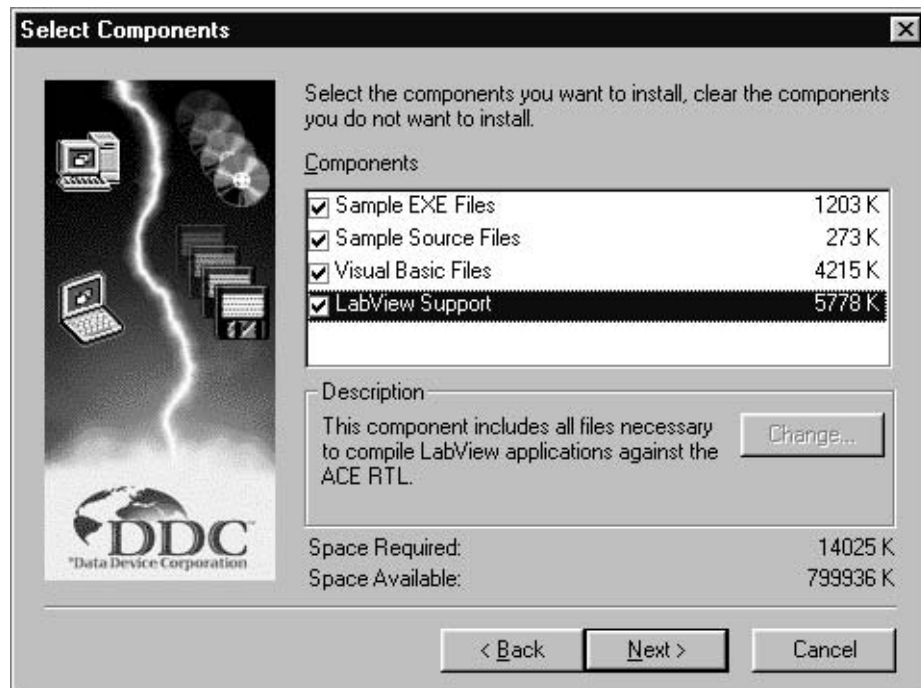 Select Components
Select the components you want to install, clear the components
you do not want to install.
Components
Sample EXE Files 1203 K
Sample Source Files 273 K
Visual Basic Files 4215 K
LabView Support 5778 K
Description
This component includes all files necessary
to compile LabView applications against the
ACE RTL.
Change...
DDC
Data Device Corporation
Space Required: 14025 K
Space Available: 799936 K
< Back Next > Cancel